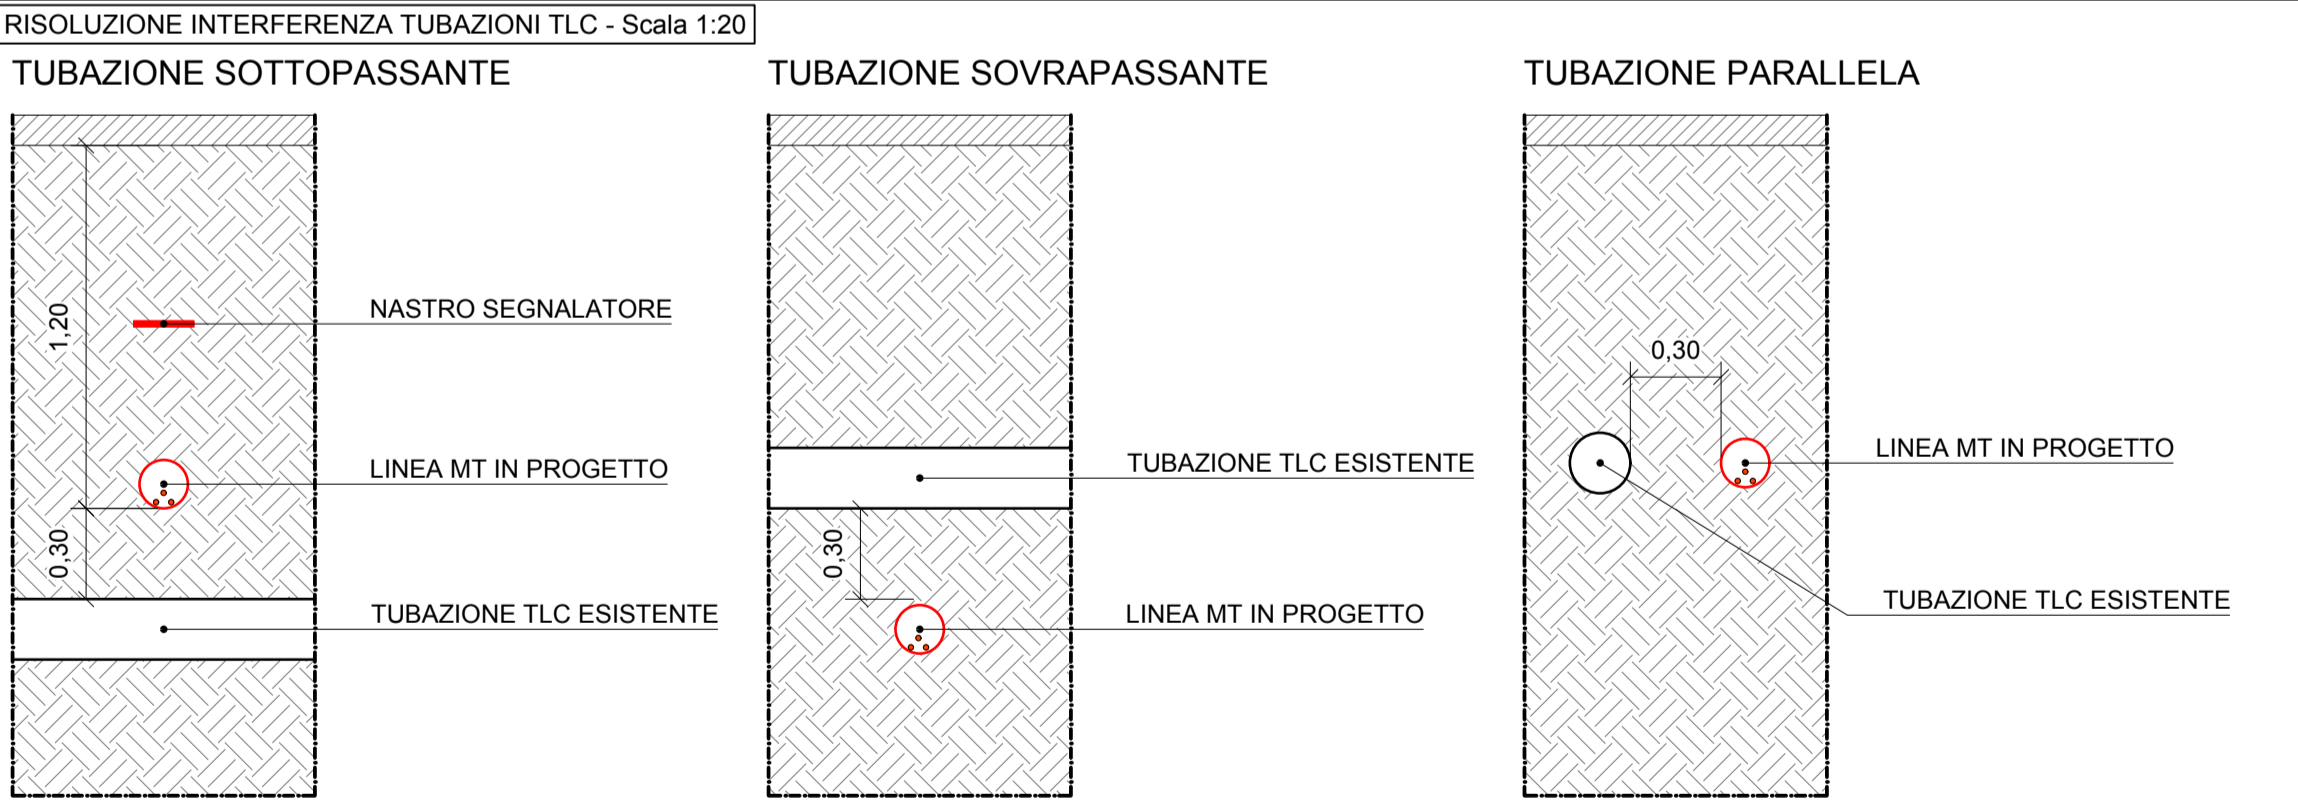 RISOLUZIONE INTERFERENZA TUBAZIONI TLC - Scala 1:20
TUBAZIONE SOTTOPASSANTE
1,20
NASTRO SEGNALATORE
LINEA MT IN PROGETTO
0,30
TUBAZIONE TLC ESISTENTE
TUBAZIONE SOVRAPASSANTE
TUBAZIONE TLC ESISTENTE
0,30
LINEA MT IN PROGETTO
TUBAZIONE PARALLELA
0,30
LINEA MT IN PROGETTO
TUBAZIONE TLC ESISTENTE